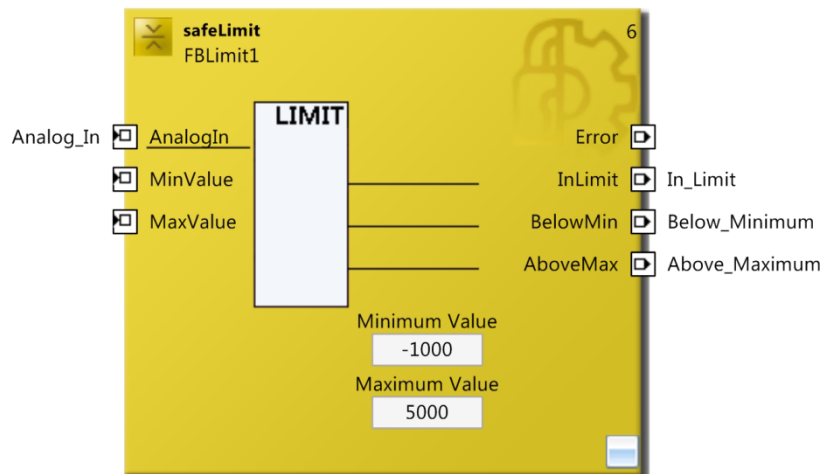 safeLimit
6
FBLimit1
LIMIT
Analog_In
AnalogIn
Error
MinValue
InLimit
In_Limit
MaxValue
BelowMin
Below_Minimum
AboveMax
Above_Maximum
Minimum Value
-1000
Maximum Value
5000